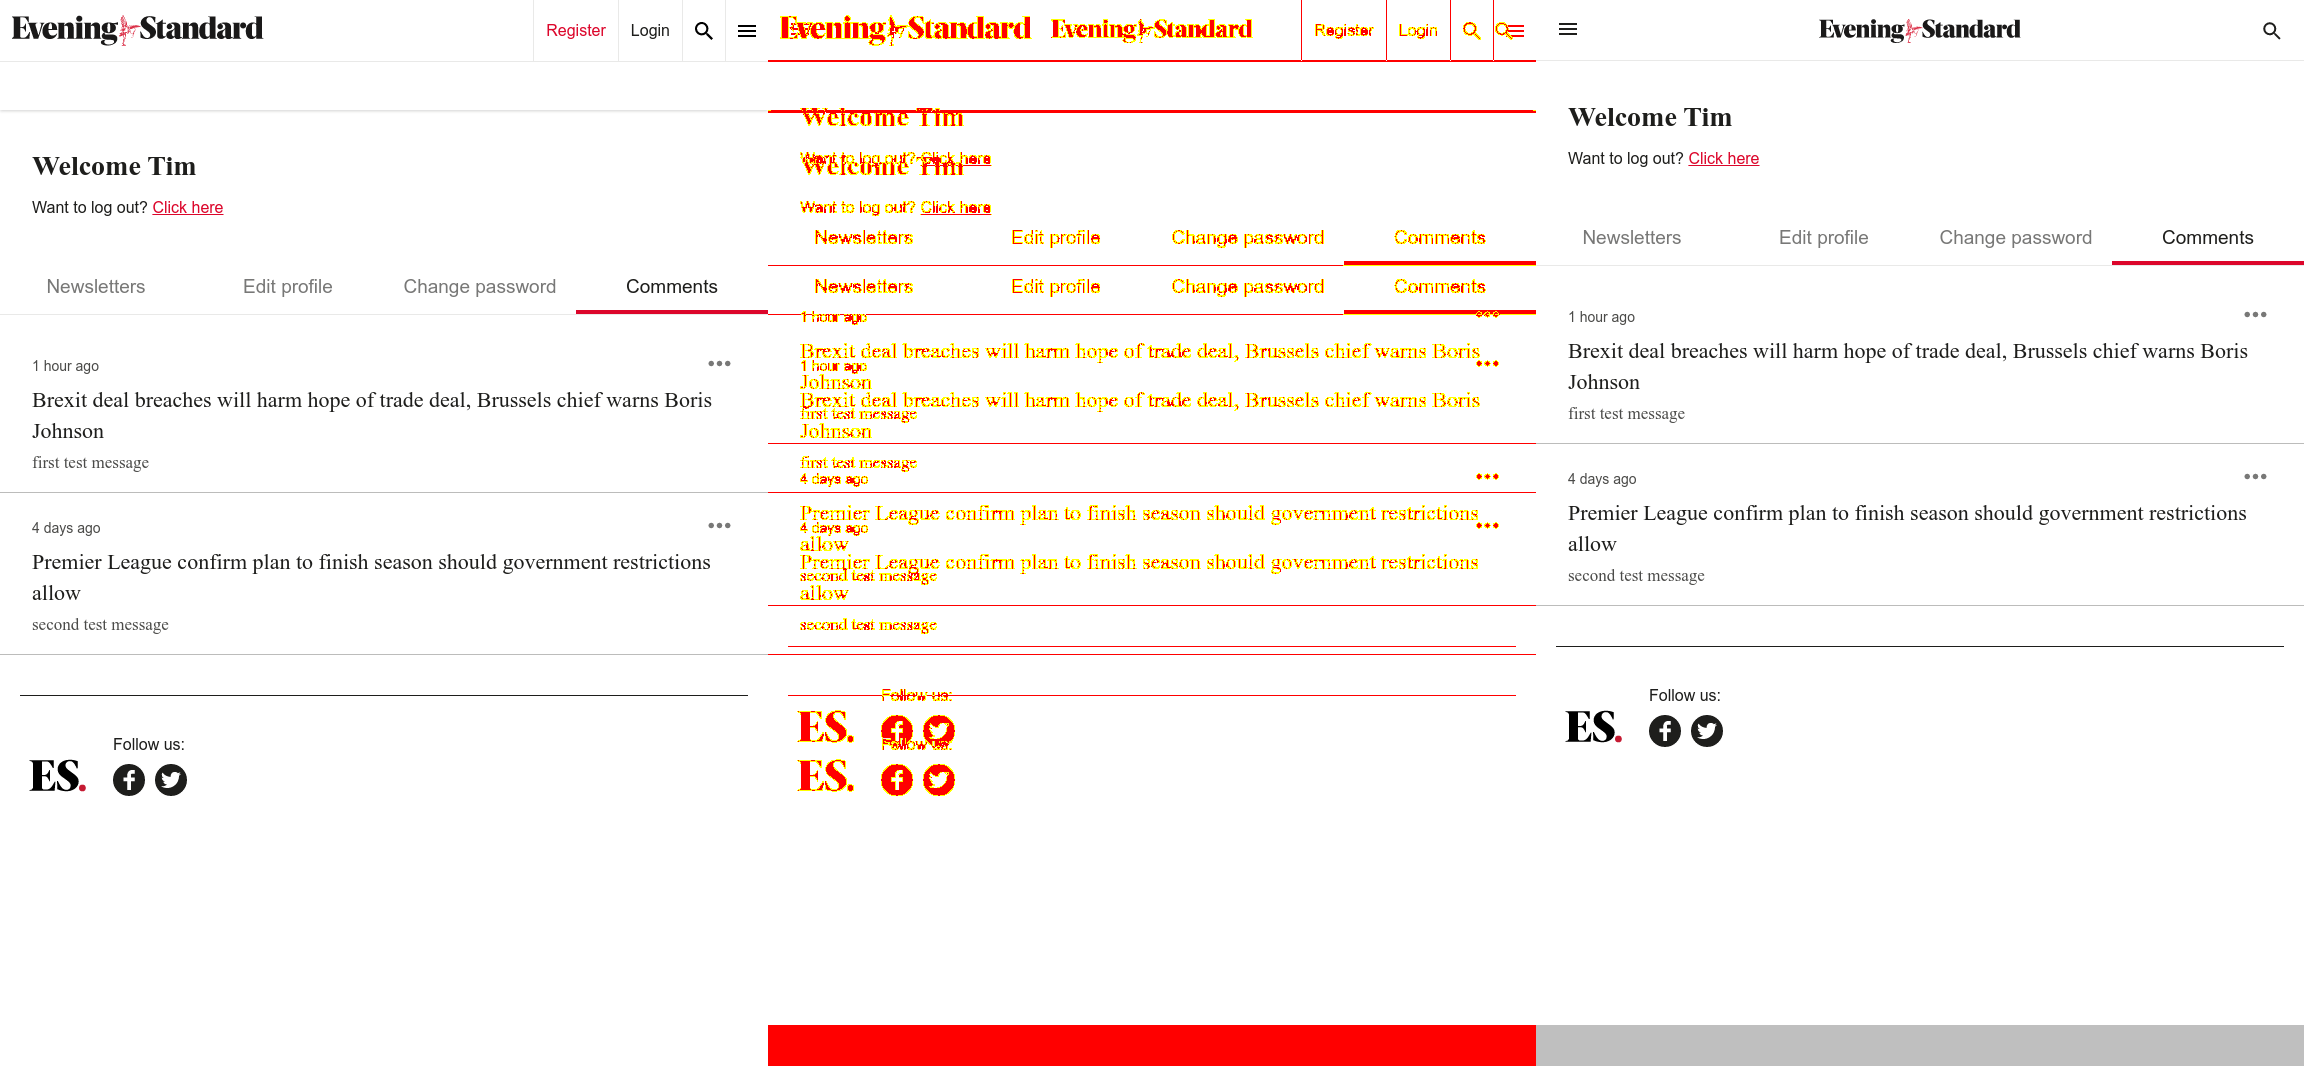 Evening Standard
Register
Login
Welcome Tim
Want to log out? Click here
Newsletters
Edit profile
Change password
Comments
1 hour ago
Brexit deal breaches will harm hope of trade deal, Brussels chief warns Boris
Johnson
first test message
4 days ago
Premier League confirm plan to finish season should government restrictions
allow
second test message
Follow us:
ES.
Evening Standard
Evening Standard
Register
Login
Welcome Tim
Want to log out? Click here
Welcome Tim
Want to log out? Click here
Newsletters
Edit profile
Change password
Comments
Newsletters
Edit profile
Change password
Comments
1 hour ago
Brexit deal breaches will harm hope of trade deal, Brussels chief warns Boris
1 hour ago
Johnson
Brexit deal breaches will harm hope of trade deal, Brussels chief warns Boris
first test message
Johnson
first test message
4 days ago
Premier League confirm plan to finish season should government restrictions
4 days ago
allow
Premier League confirm plan to finish season should government restrictions
second test message
allow
second test message
Follow us:
ES.
Follow us:
ES.
Evening Standard
Welcome Tim
Want to log out? Click here
Newsletters
Edit profile
Change password
Comments
1 hour ago
Brexit deal breaches will harm hope of trade deal, Brussels chief warns Boris
Johnson
first test message
4 days ago
Premier League confirm plan to finish season should government restrictions
allow
second test message
Follow us:
ES.